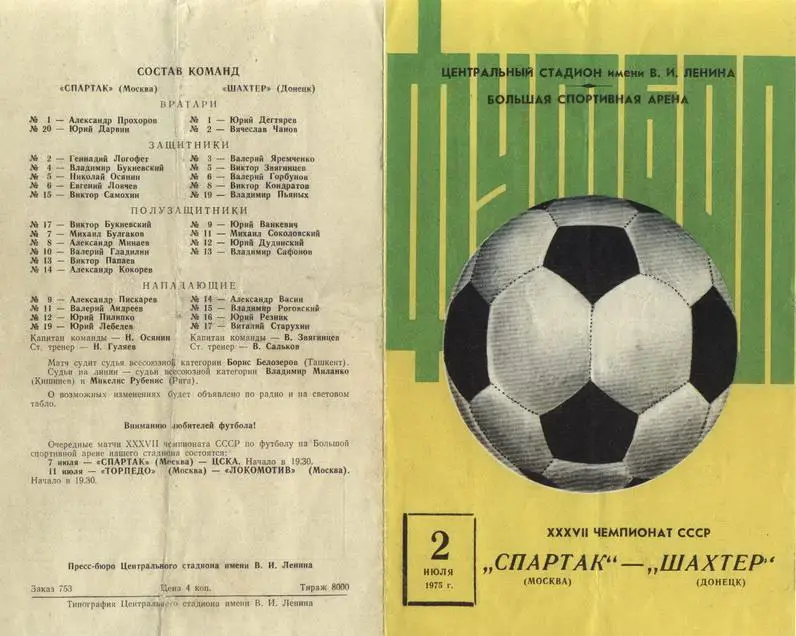 СОСТАВ КОМАНД
«СПАРТАК» (Москва) «ШАХТЕР» (Донецк)
ВРАТАРИ
№ 1 — Александр Прохоров № 1 — Юрий Дегтярев
№ 20 — Юрий Дарвин № 2 — Вячеслав Чанов
ЗАЩИТНИКИ
№ 2 — Геннадий Логофет № 3 — Валерий Яремченко
№ 4 — Владимир Букиевский № 5 — Виктор Звягинцев
№ 5 — Николай Осянин № 6 — Валерий Горбунов
№ 6 — Евгений Ловчев № 8 — Виктор Кондратов
№ 15 — Виктор Самохин № 19 — Владимир Пьяных
ПОЛУЗАЩИТНИКИ
№ 17 — Виктор Букиевский № 9 — Юрий Ванкевич
№ 7 — Михаил Булгаков № 11 — Михаил Соколовский
№ 8 — Александр Минаев № 12 — Юрий Дудинский
№ 10 — Валерий Гладилин № 13 — Владимир Сафонов
№ 13 — Виктор Папаев
№ 14 — Александр Кокорев
НАПАДАЮЩИЕ
№ 9 — Александр Пискарев № 14 — Александр Васин
№ 11 — Валерий Андреев № 15 — Владимир Роговский
№ 12 — Юрий Пилипко № 16 — Юрий Резник
№ 19 — Юрий Лебедев № 17 — Виталий Старухин
Капитан команды — Н. Осянин Капитан команды — В. Звягинцев
Ст. тренер — Н. Гуляев Ст. тренер — В. Сальков
Матч судит судья всесоюзной категории Борис Белозеров (Ташкент).
Судьи на линии — судьи всесоюзной категории Владимир Миланко
(Кишинев) и Микелис Рубенис (Рига).
О возможных изменениях будет объявлено по радио и на световом
табло.
Вниманию любителей футбола!
Очередные матчи XXXVII чемпионата СССР по футболу на Большой
спортивной арене нашего стадиона состоятся:
7 июля — «СПАРТАК» (Москва) — ЦСКА. Начало в 19.30.
11 июля — «ТОРПЕДО» (Москва) — «ЛОКОМОТИВ» (Москва).
Начало в 19.30.
Пресс-бюро Центрального стадиона имени В. И. Ленина
Заказ 753 Цена 4 коп. Тираж 8000
Типография Центрального стадиона имени В. И. Ленина
ФУТБОЛ
ЦЕНТРАЛЬНЫЙ СТАДИОН имени В. И. ЛЕНИНА
БОЛЬШАЯ СПОРТИВНАЯ АРЕНА
2
ИЮЛЯ
1975 г.
XXXVII ЧЕМПИОНАТ СССР
„СПАРТАК" — „ШАХТЕР"
(МОСКВА) (ДОНЕЦК)